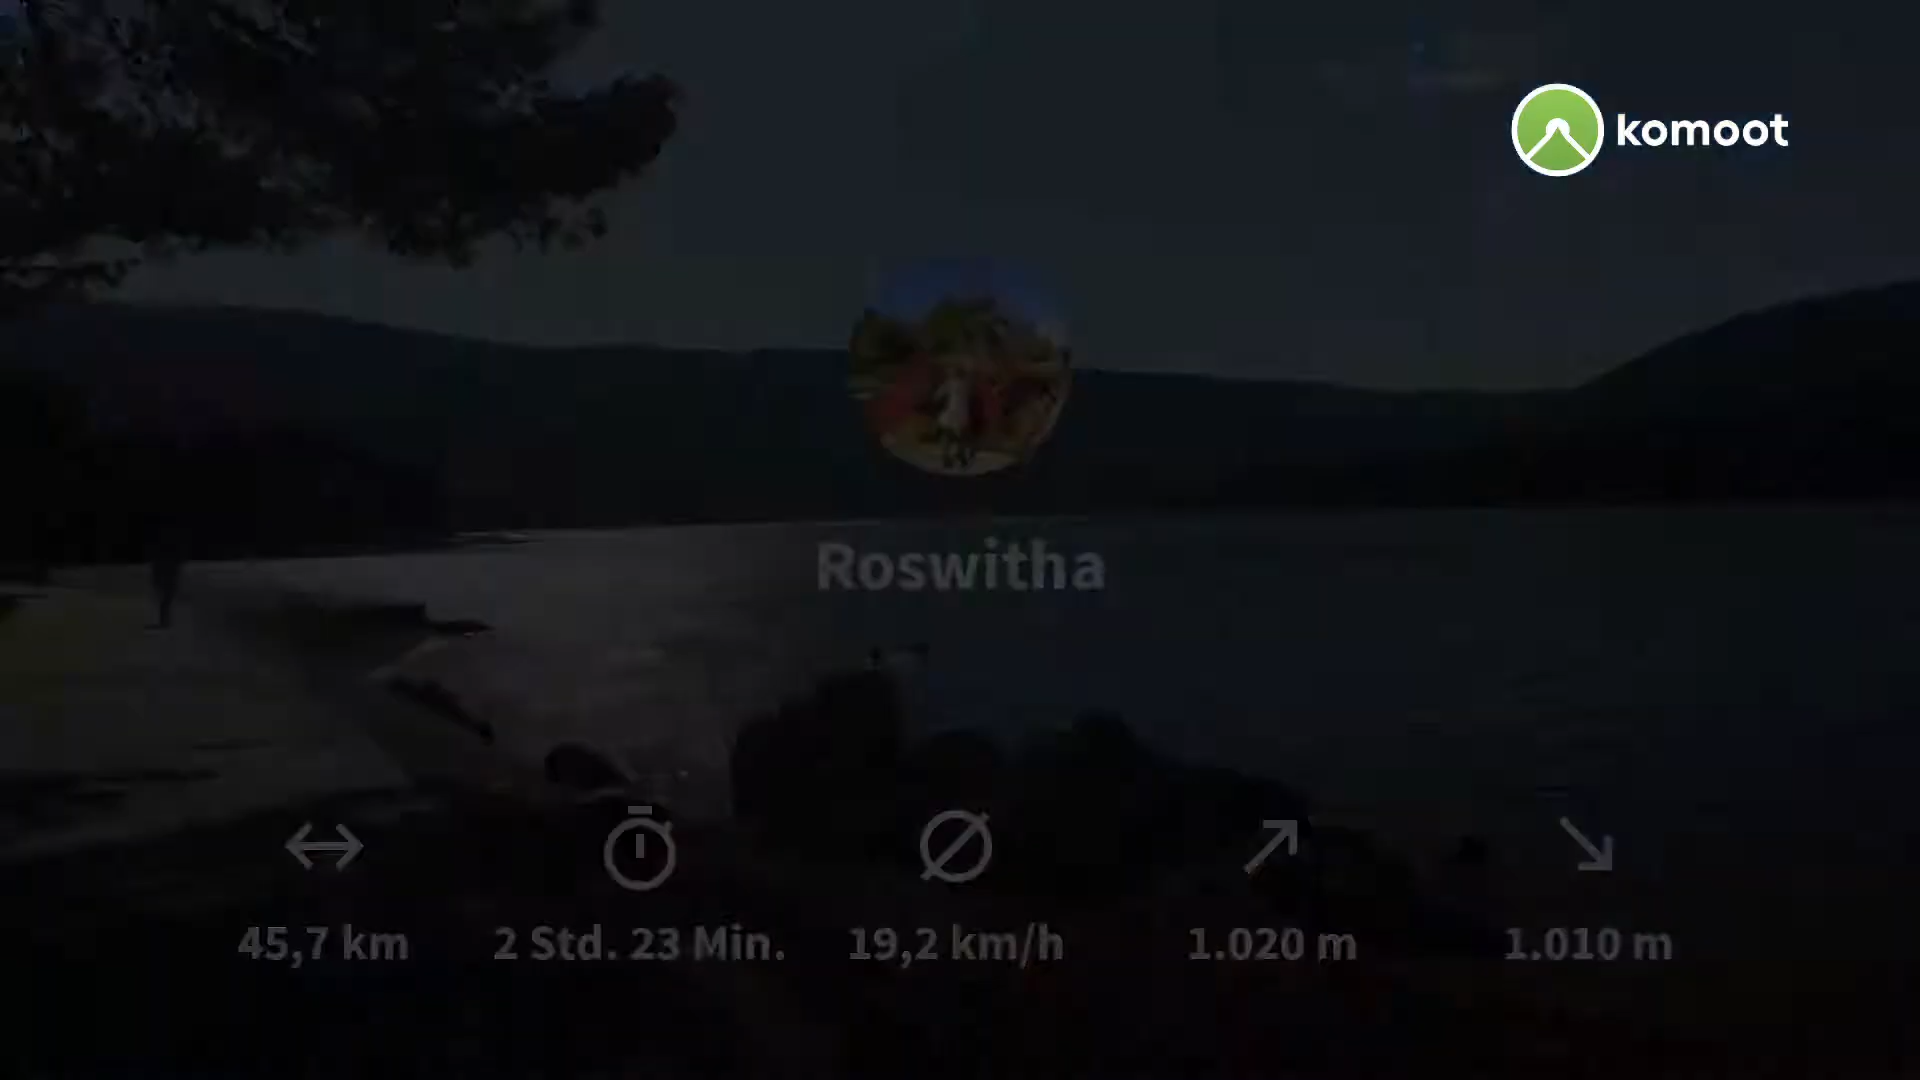 komoot
Roswitha
45,7 km
2 Std. 23 Min.
19,2 km/h
1.020 m
1.010 m